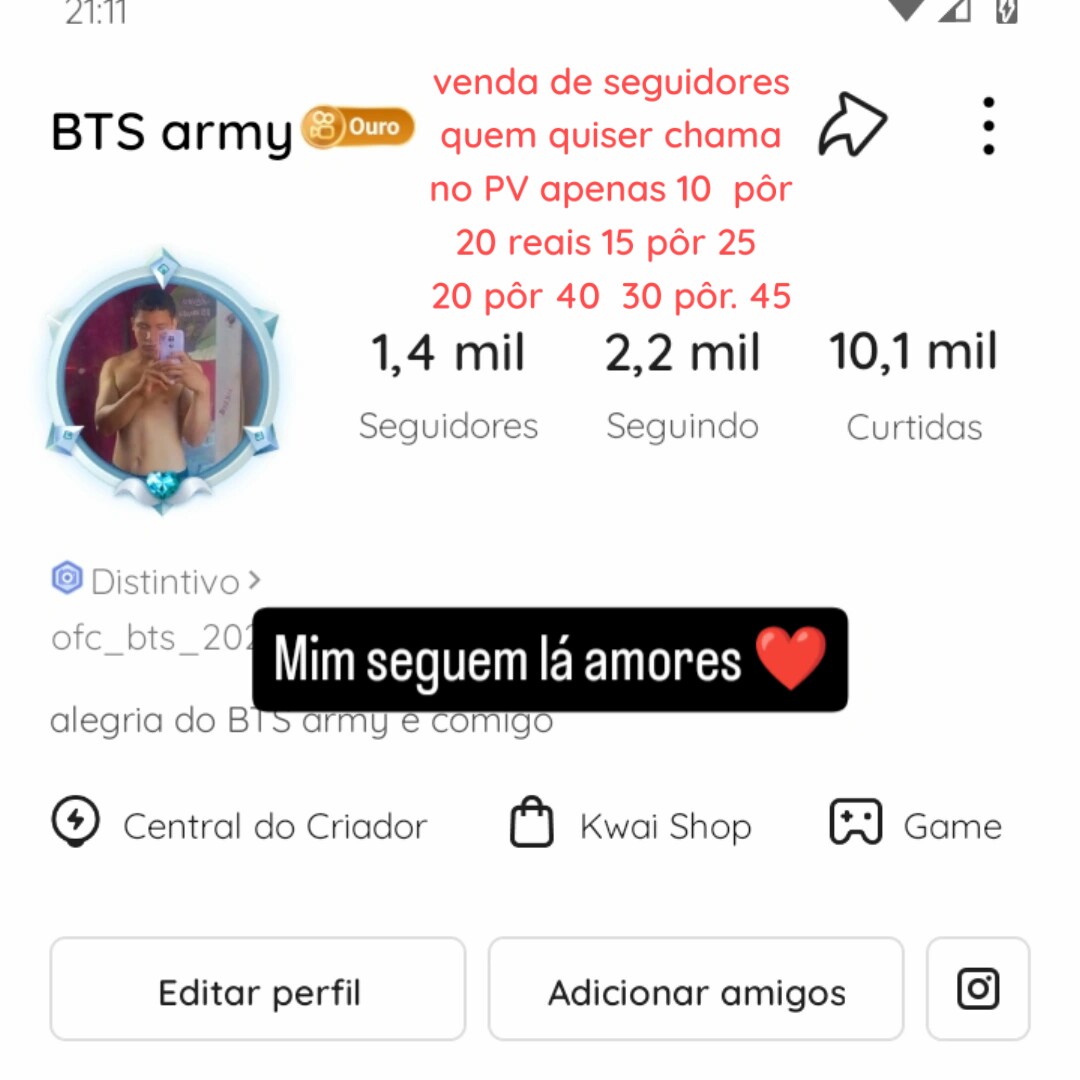 21:11
BTS army Ouro
venda de seguidores
quem quiser chama
no PV apenas 10 pôr
20 reais 15 pôr 25
20 pôr 40 30 pôr. 45
1,4 mil 2,2 mil 10,1 mil
Seguidores Seguindo Curtidas
Distintivo >
ofc_bts_202
Mim seguem lá amores ❤️
alegria do BTS army e comigo
Central do Criador Kwai Shop Game
Editar perfil Adicionar amigos